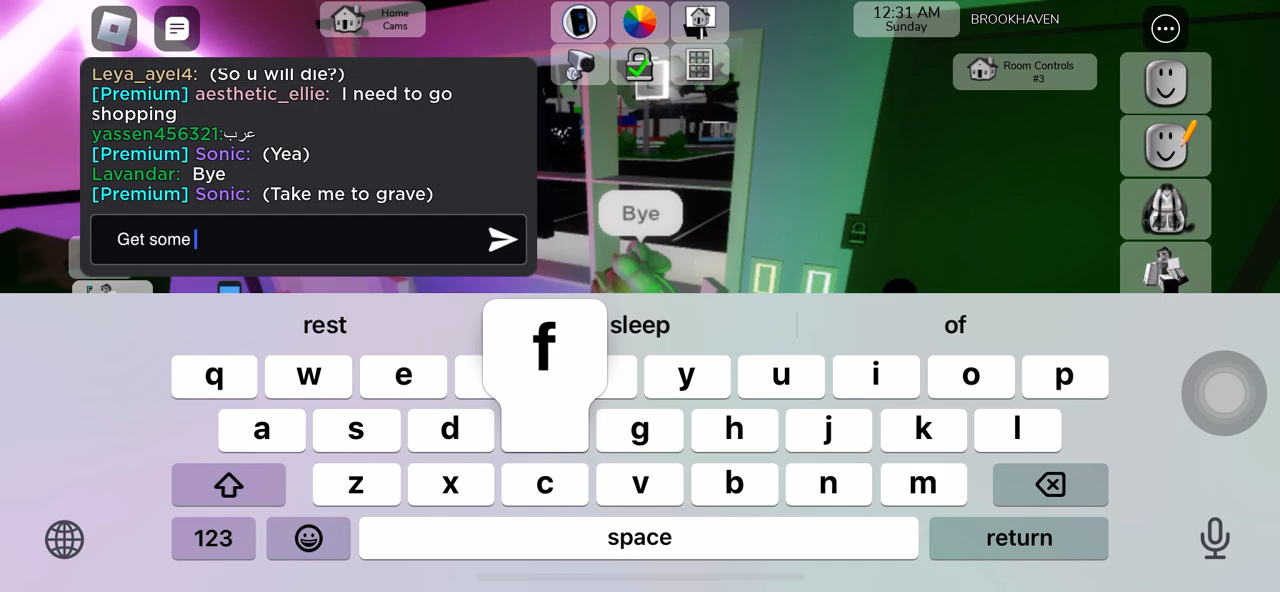 Home
Cams
12:31 AM
Sunday
BROOKHAVEN
Room Controls
#3
Leya_ayel4: (So u will die?)
[Premium] aesthetic_ellie: I need to go
shopping
yassen456321:عرب
[Premium] Sonic: (Yea)
Lavandar: Bye
[Premium] Sonic: (Take me to grave)
Get some
Bye
rest sleep of
f
q w e y u i o p
a s d g h j k l
z x c v b n m
123 space return